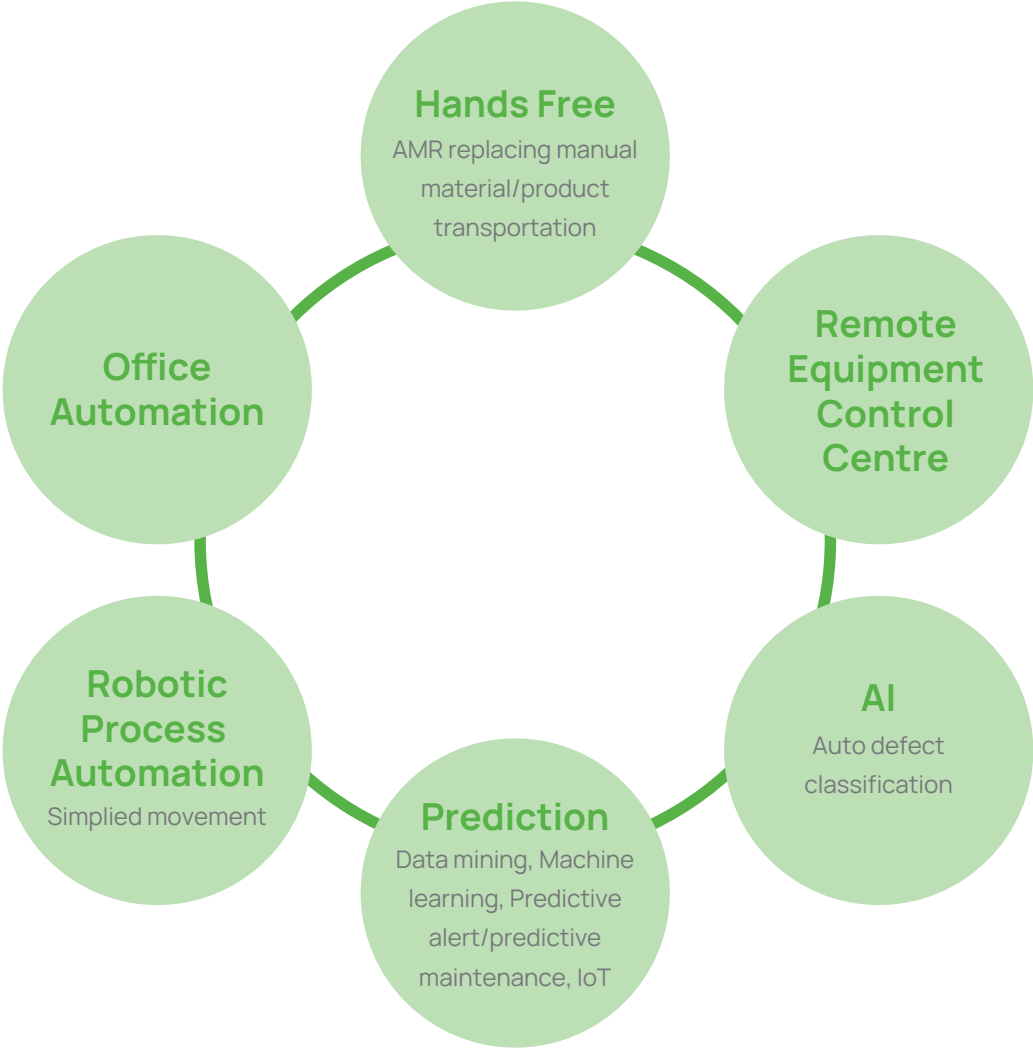 Hands Free
AMR replacing manual
material/product
transportation
Remote
Equipment
Control
Centre
AI
Auto defect
classification
Prediction
Data mining, Machine
learning, Predictive
alert/predictive
maintenance, IoT
Robotic
Process
Automation
Simplied movement
Office
Automation